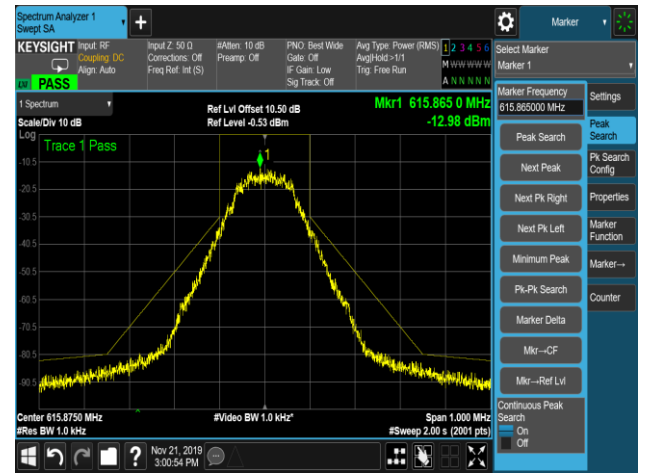 Spectrum Analyzer 1
Swept SA
+
Marker
KEYSIGHT
Input: RF
Coupling: DC
Align: Auto
Input Z: 50 Ω
Corrections: Off
Freq Ref: Int (S)
#Atten: 10 dB
Preamp: Off
PNO: Best Wide
Gate: Off
IF Gain: Low
Sig Track: Off
Avg Type: Power (RMS)
Avg|Hold:>1/1
Trig: Free Run
1 2 3 4 5 6
M W W W W W
A N N N N N
LXI
PASS
Select Marker
Marker 1
1 Spectrum
Scale/Div 10 dB
Ref Lvl Offset 10.50 dB
Ref Level -0.53 dBm
Mkr1 615.865 0 MHz
-12.98 dBm
Log
Trace 1 Pass
1
-10.5
-20.5
-30.5
-40.5
-50.5
-60.5
-70.5
-80.5
-90.5
Center 615.8750 MHz
#Res BW 1.0 kHz
#Video BW 1.0 kHz*
Span 1.000 MHz
#Sweep 2.00 s (2001 pts)
Marker Frequency
615.865000 MHz
Peak Search
Next Peak
Next Pk Right
Next Pk Left
Minimum Peak
Pk-Pk Search
Marker Delta
Mkr→CF
Mkr→Ref Lvl
Continuous Peak
Search
On
Off
Settings
Peak
Search
Pk Search
Config
Properties
Marker
Function
Marker→
Counter
?
Nov 21, 2019
3:00:54 PM